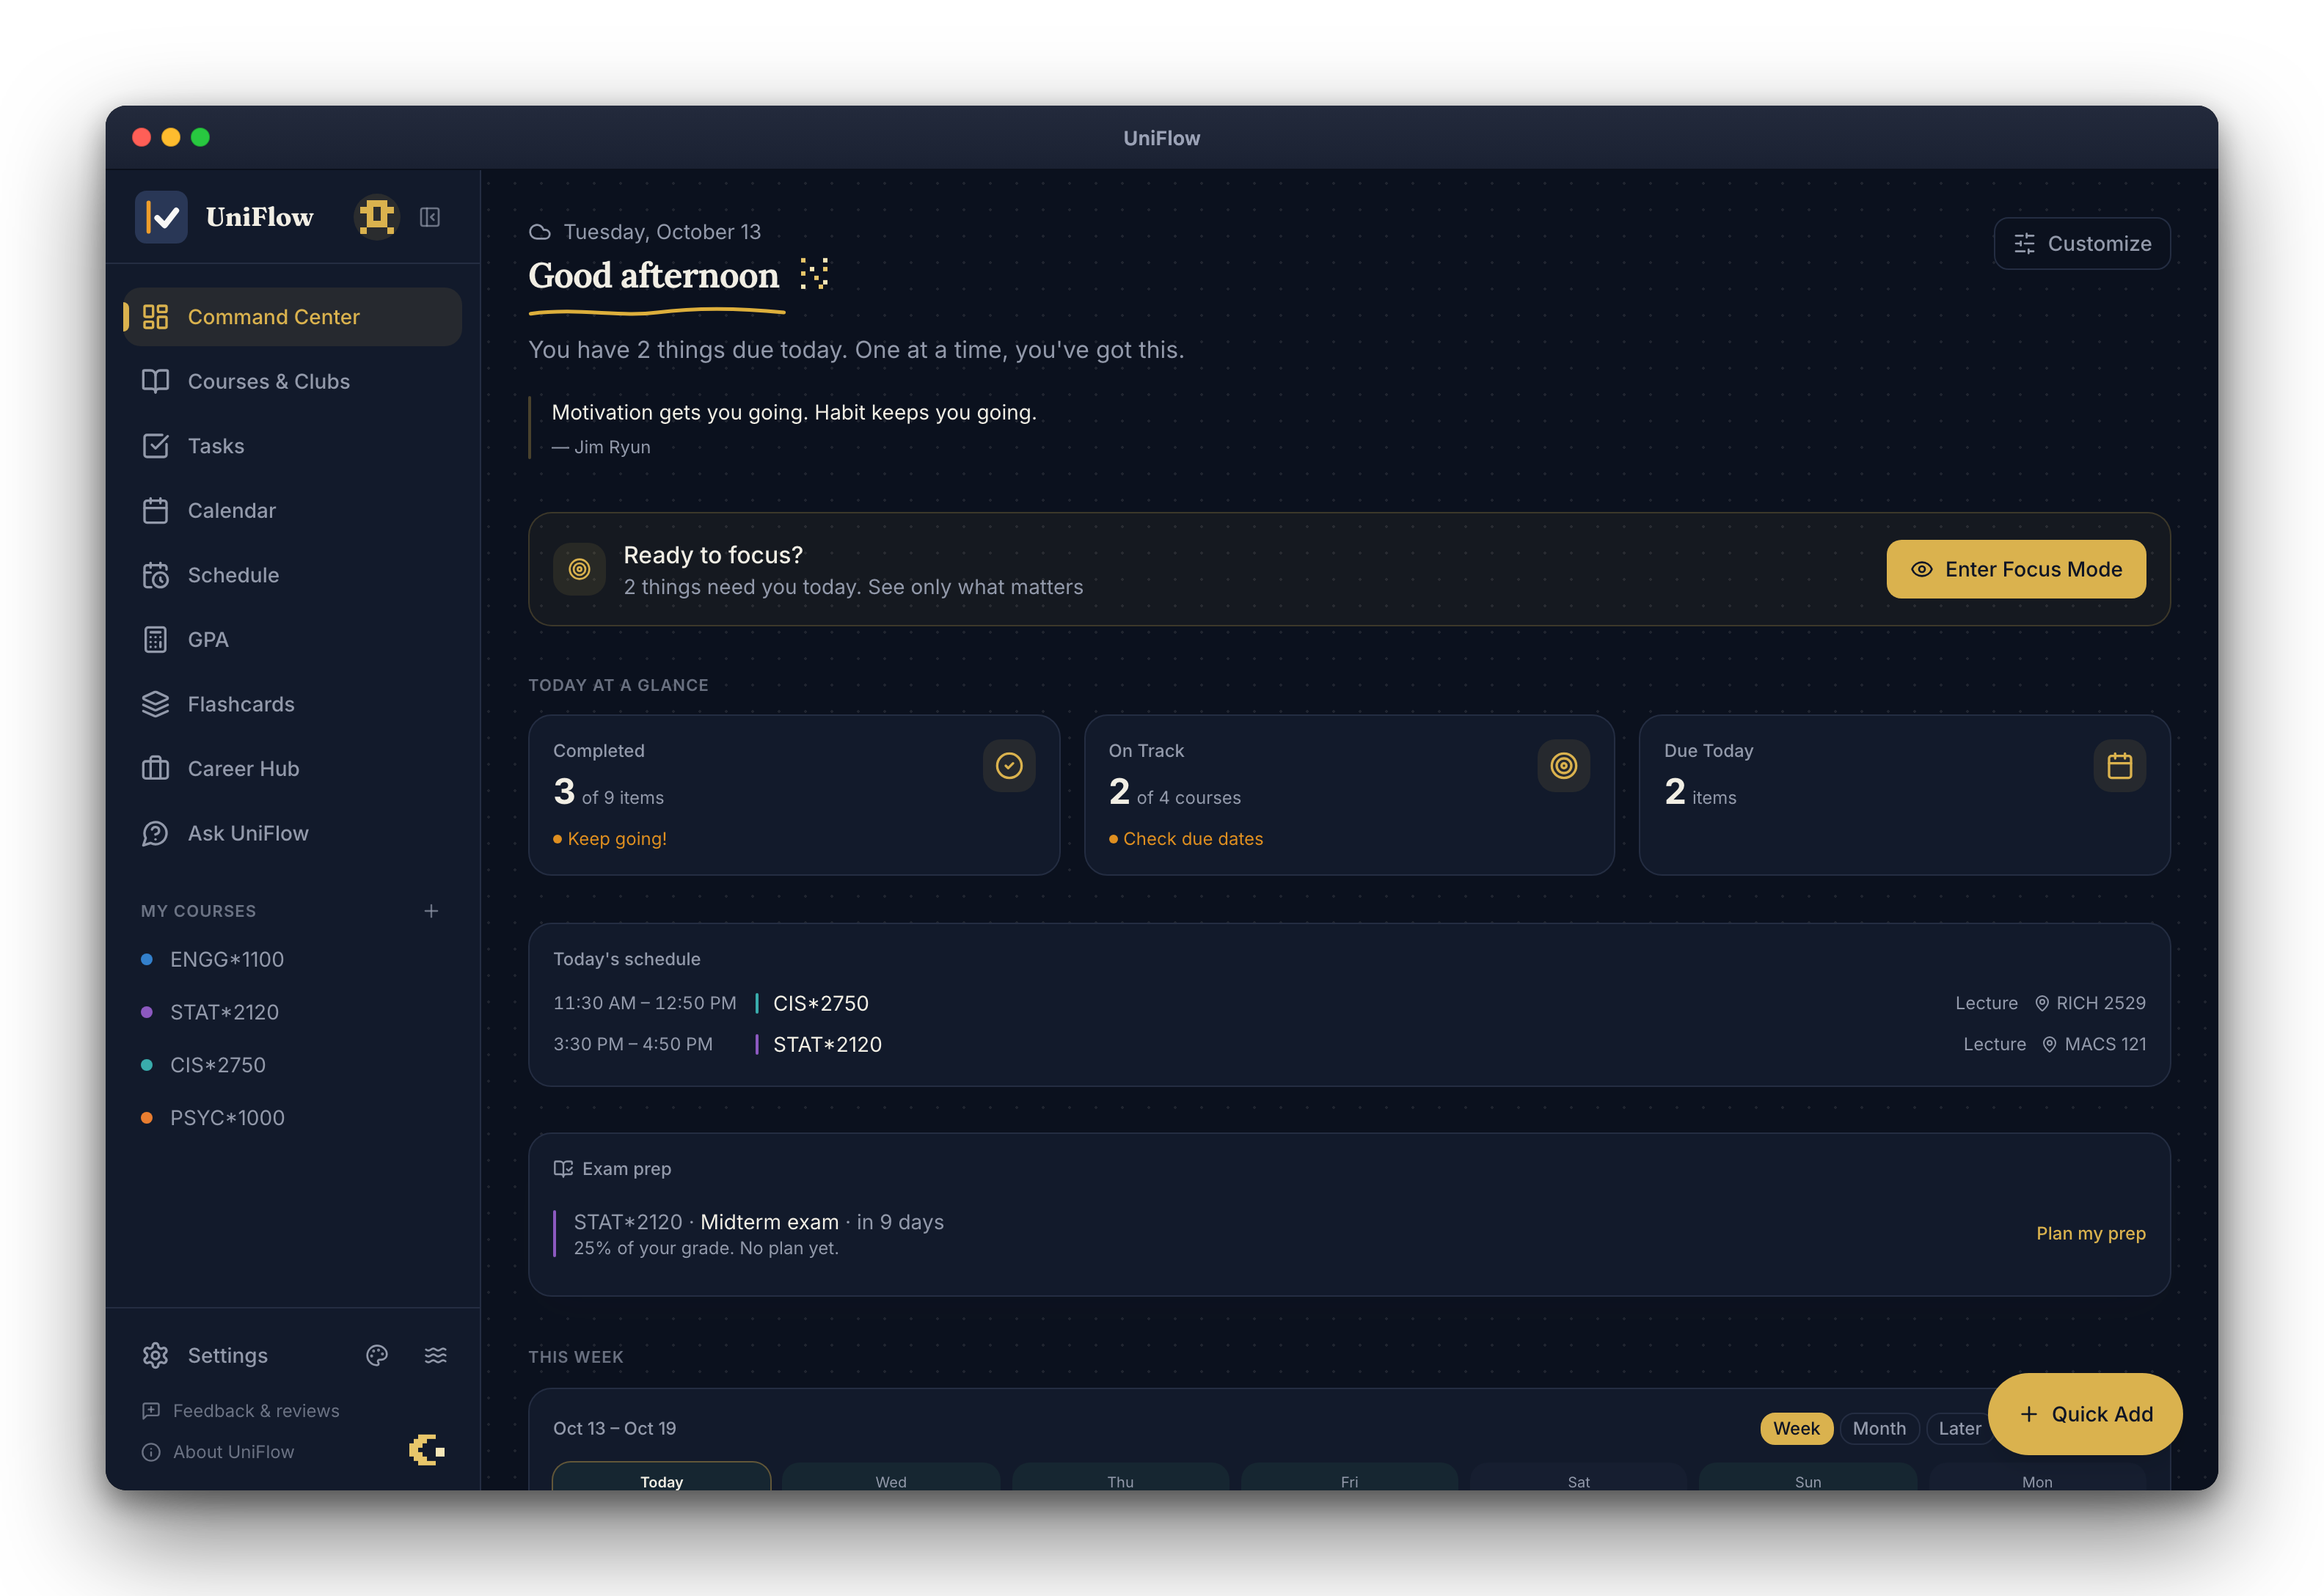 UniFlow
UniFlow
Command Center
Courses & Clubs
Tasks
Calendar
Schedule
GPA
Flashcards
Career Hub
Ask UniFlow
MY COURSES
ENGG*1100
STAT*2120
CIS*2750
PSYC*1000
Settings
Feedback & reviews
About UniFlow
Tuesday, October 13
Customize
Good afternoon
You have 2 things due today. One at a time, you've got this.
Motivation gets you going. Habit keeps you going.
— Jim Ryun
Ready to focus?
2 things need you today. See only what matters
Enter Focus Mode
TODAY AT A GLANCE
Completed
3 of 9 items
Keep going!
On Track
2 of 4 courses
Check due dates
Due Today
2 items
Today's schedule
11:30 AM – 12:50 PM CIS*2750 Lecture RICH 2529
3:30 PM – 4:50 PM STAT*2120 Lecture MACS 121
Exam prep
STAT*2120 · Midterm exam · in 9 days
25% of your grade. No plan yet.
Plan my prep
THIS WEEK
Oct 13 – Oct 19
Week Month Later
+ Quick Add
Today Wed Thu Fri Sat Sun Mon